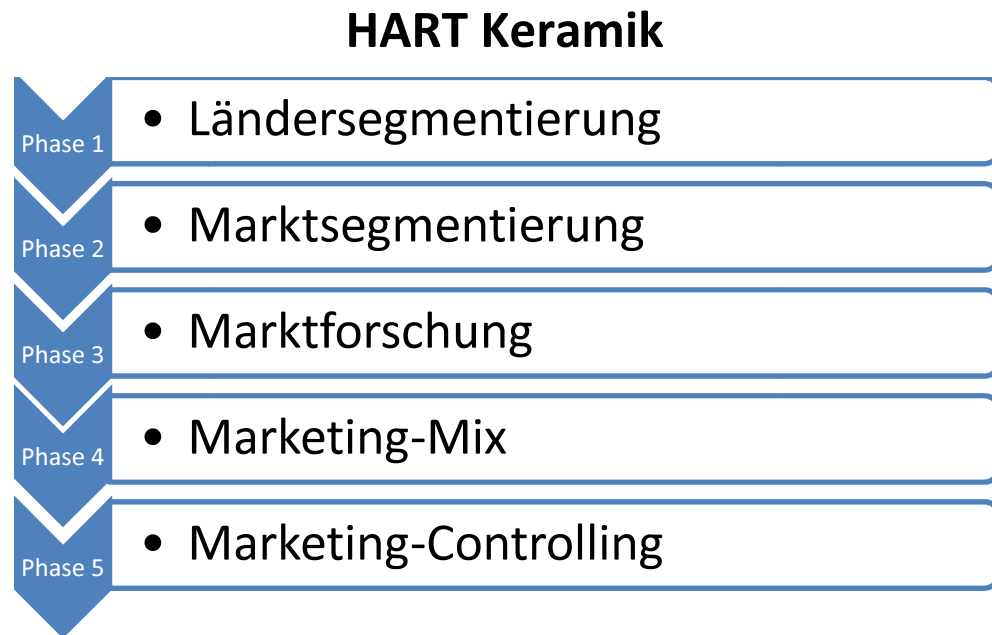 HART Keramik
Phase 1
• Ländersegmentierung
Phase 2
• Marktsegmentierung
Phase 3
• Marktforschung
Phase 4
• Marketing-Mix
Phase 5
• Marketing-Controlling